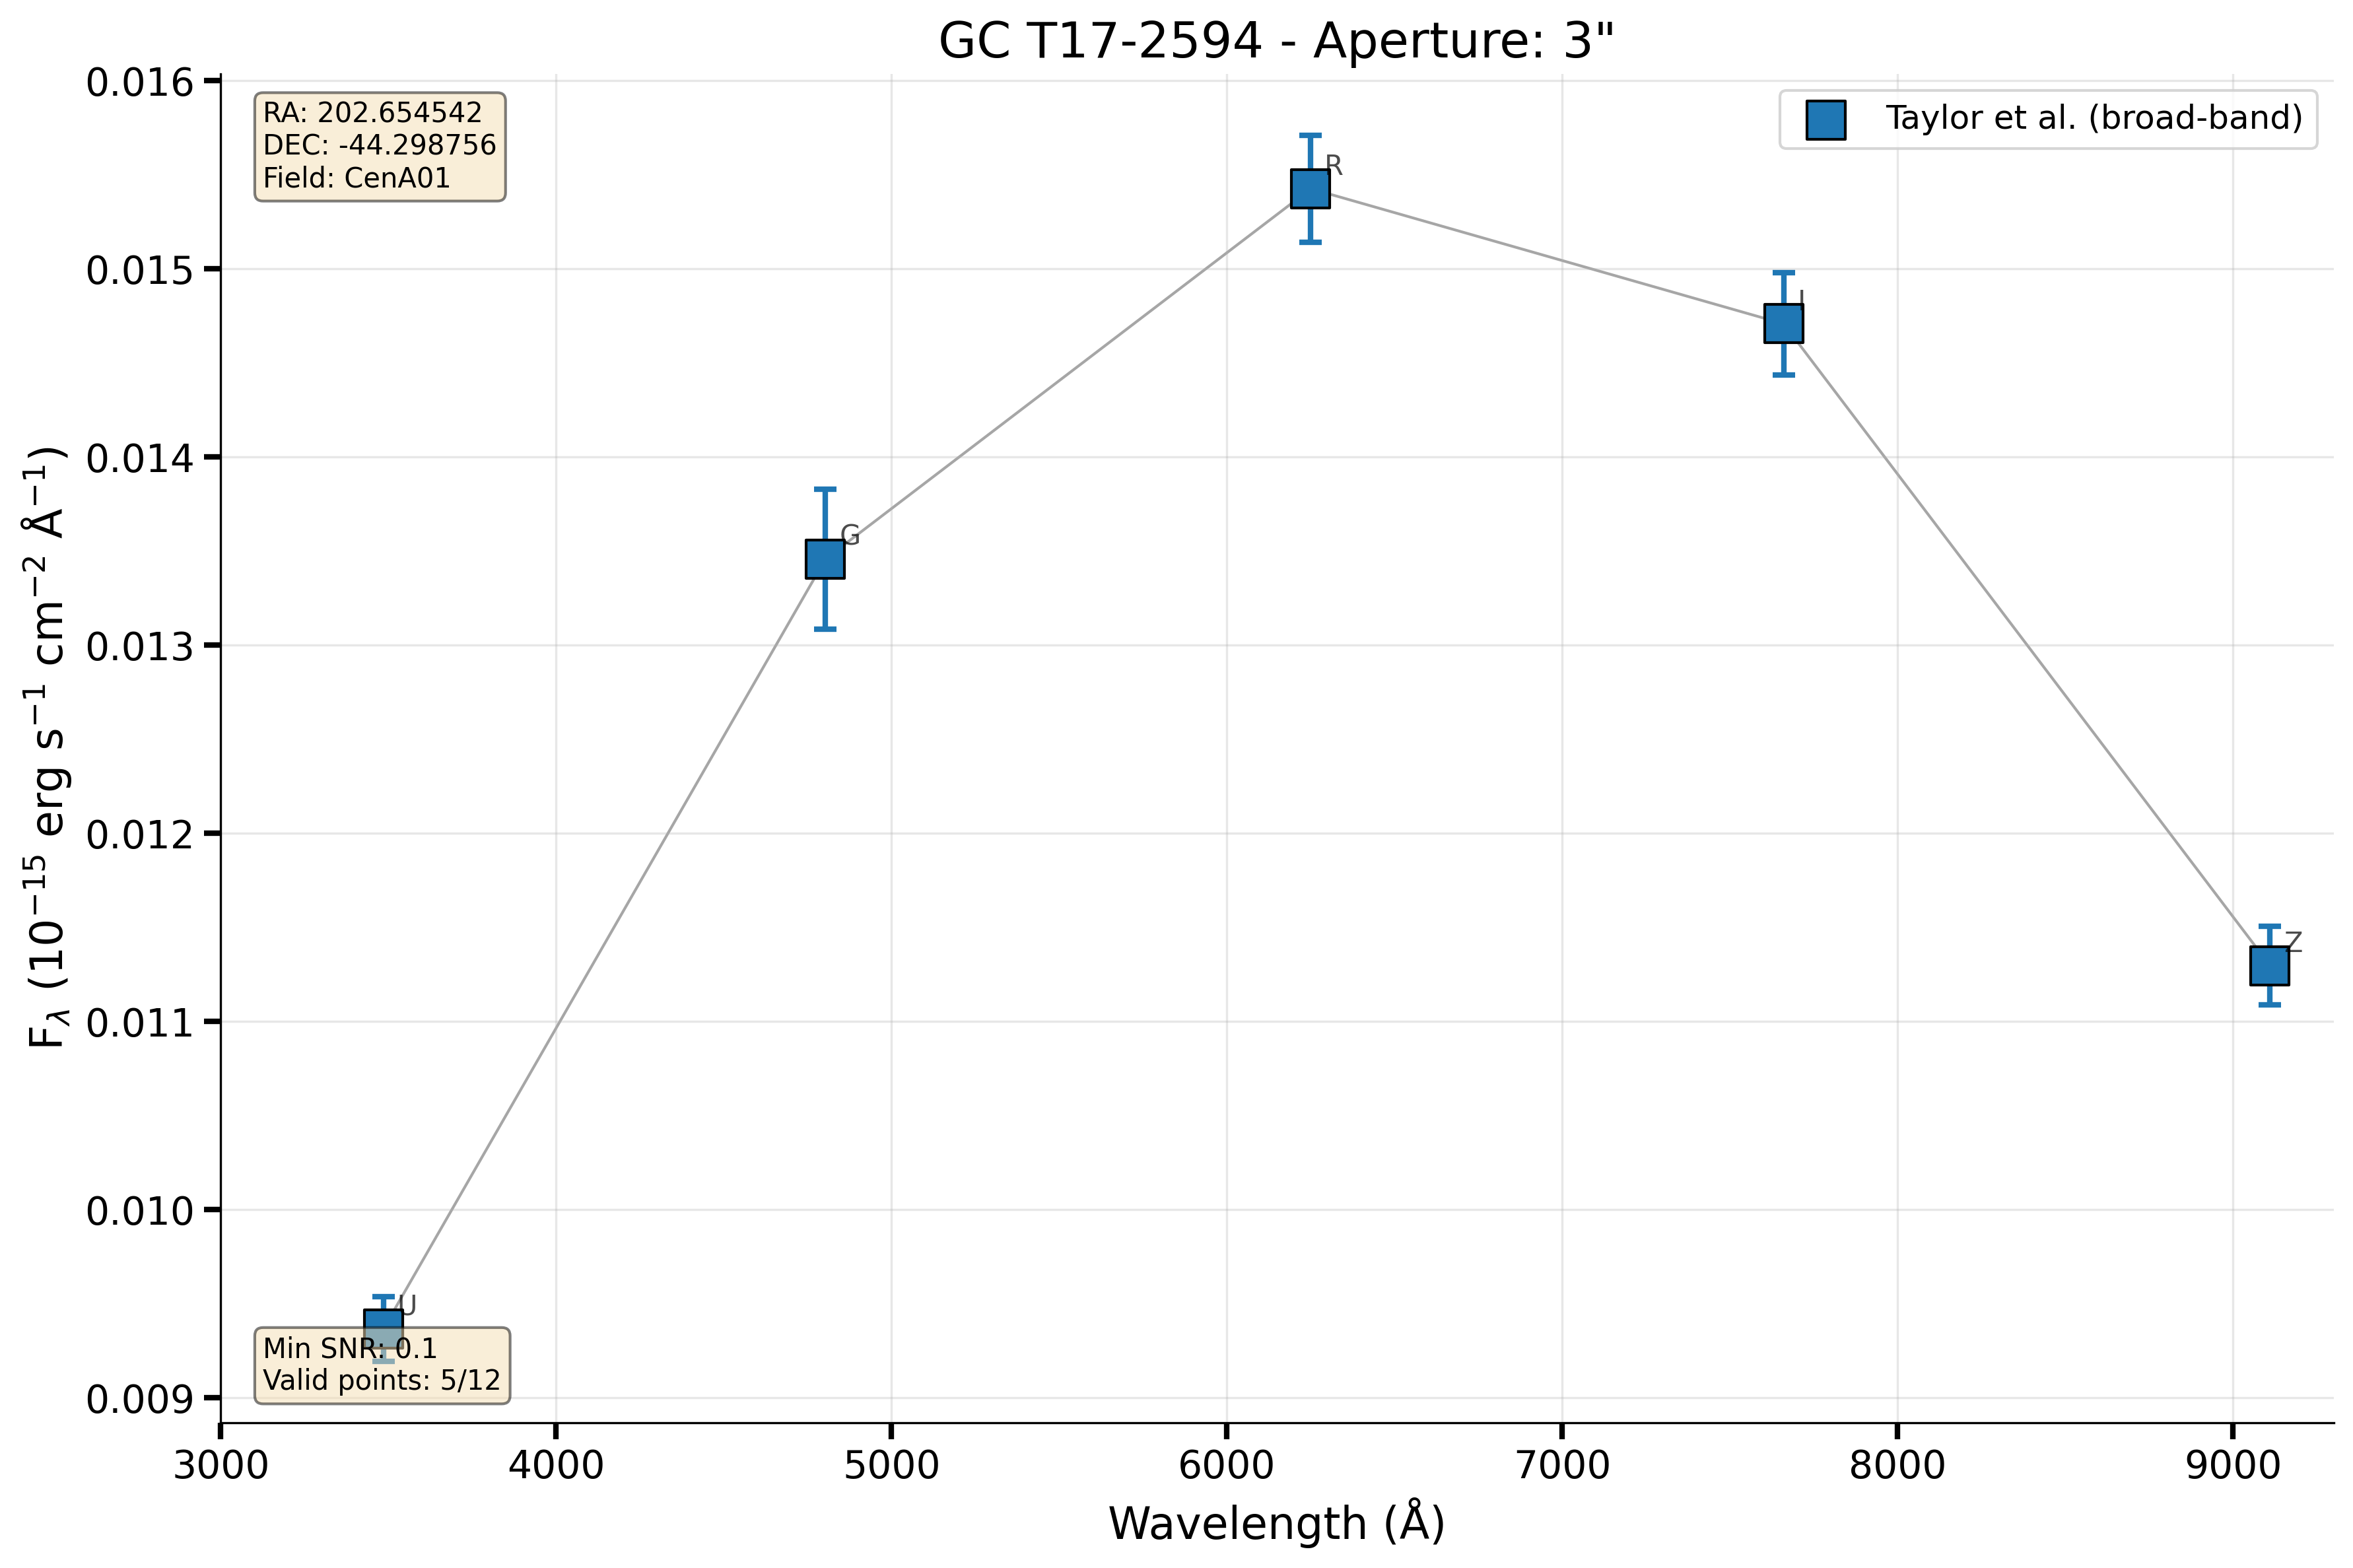 GC T17-2594 - Aperture: 3"
RA: 202.654542
DEC: -44.298756
Field: CenA01
Taylor et al. (broad-band)
0.016
0.015
0.014
0.013
0.012
0.011
0.010
0.009
F_λ (10⁻¹⁵ erg s⁻¹ cm⁻² Å⁻¹)
R
I
G
Z
U
Min SNR: 0.1
Valid points: 5/12
3000 4000 5000 6000 7000 8000 9000
Wavelength (Å)